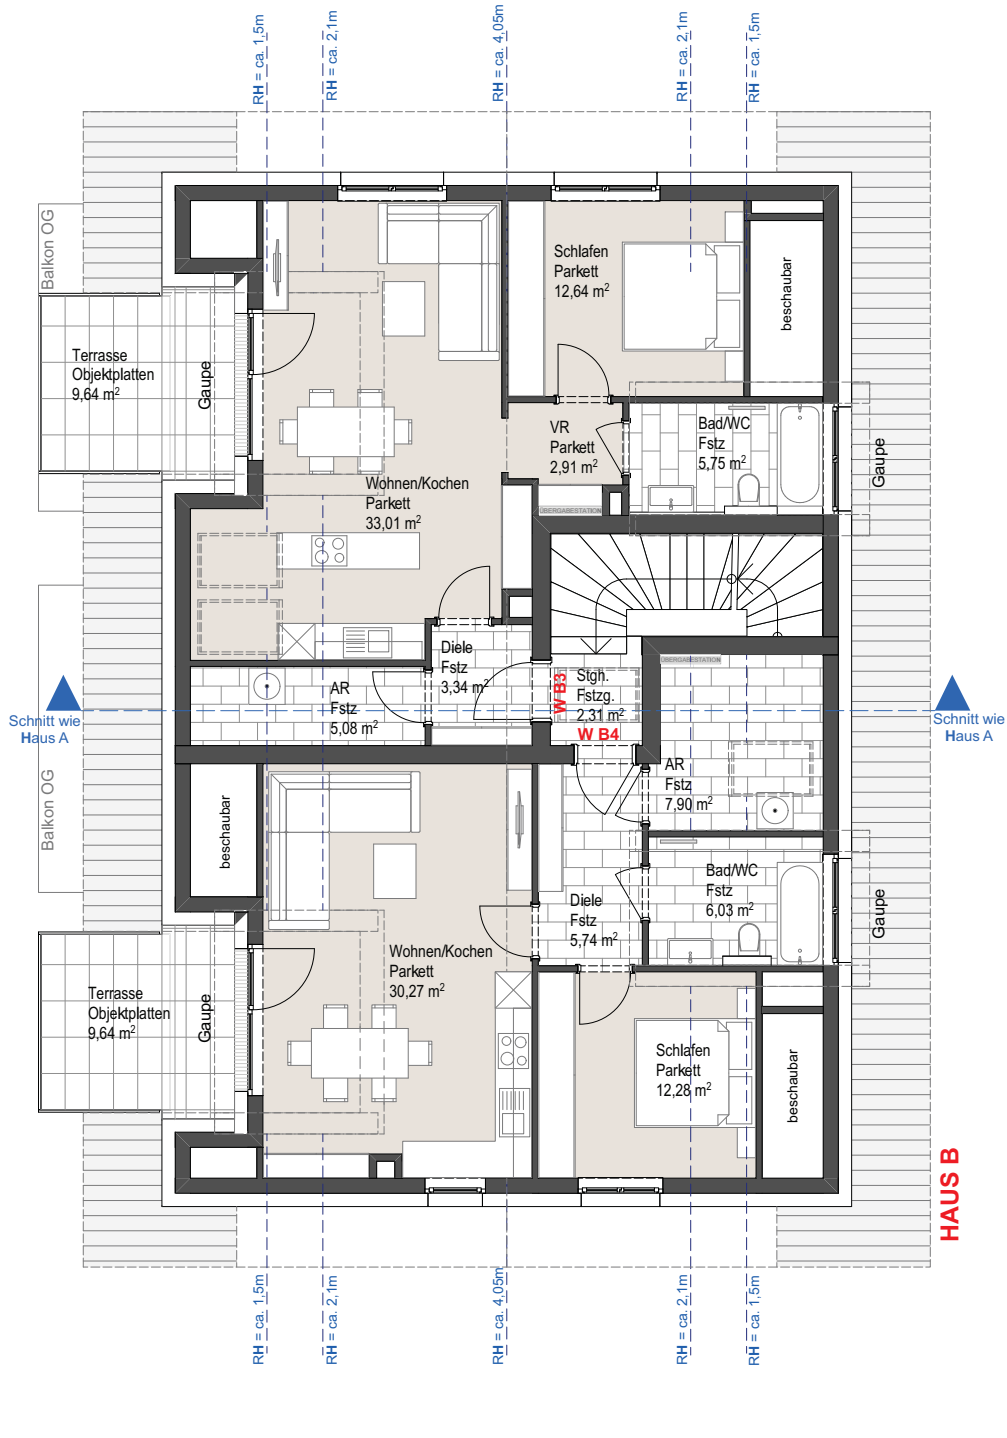 RH = ca. 1,5m
RH = ca. 2,1m
RH = ca. 4,05m
RH = ca. 2,1m
RH = ca. 1,5m
Balkon OG
Schlafen
Parkett
12,64 m²
beschaubar
Terrasse
Objektplatten
9,64 m²
Gaupe
VR
Parkett
2,91 m²
Bad/WC
Fstz
5,75 m²
Gaupe
Wohnen/Kochen
Parkett
33,01 m²
ÜBERGABESTATION
Diele
Fstz
3,34 m²
AR
Fstz
5,08 m²
W B3
Stgh.
Fstzg.
2,31 m²
W B4
ÜBERGABESTATION
Schnitt wie
Haus A
Schnitt wie
Haus A
Balkon OG
beschaubar
AR
Fstz
7,90 m²
Bad/WC
Fstz
6,03 m²
Diele
Fstz
5,74 m²
Gaupe
Wohnen/Kochen
Parkett
30,27 m²
Terrasse
Objektplatten
9,64 m²
Gaupe
Schlafen
Parkett
12,28 m²
beschaubar
HAUS B
RH = ca. 1,5m
RH = ca. 2,1m
RH = ca. 4,05m
RH = ca. 2,1m
RH = ca. 1,5m